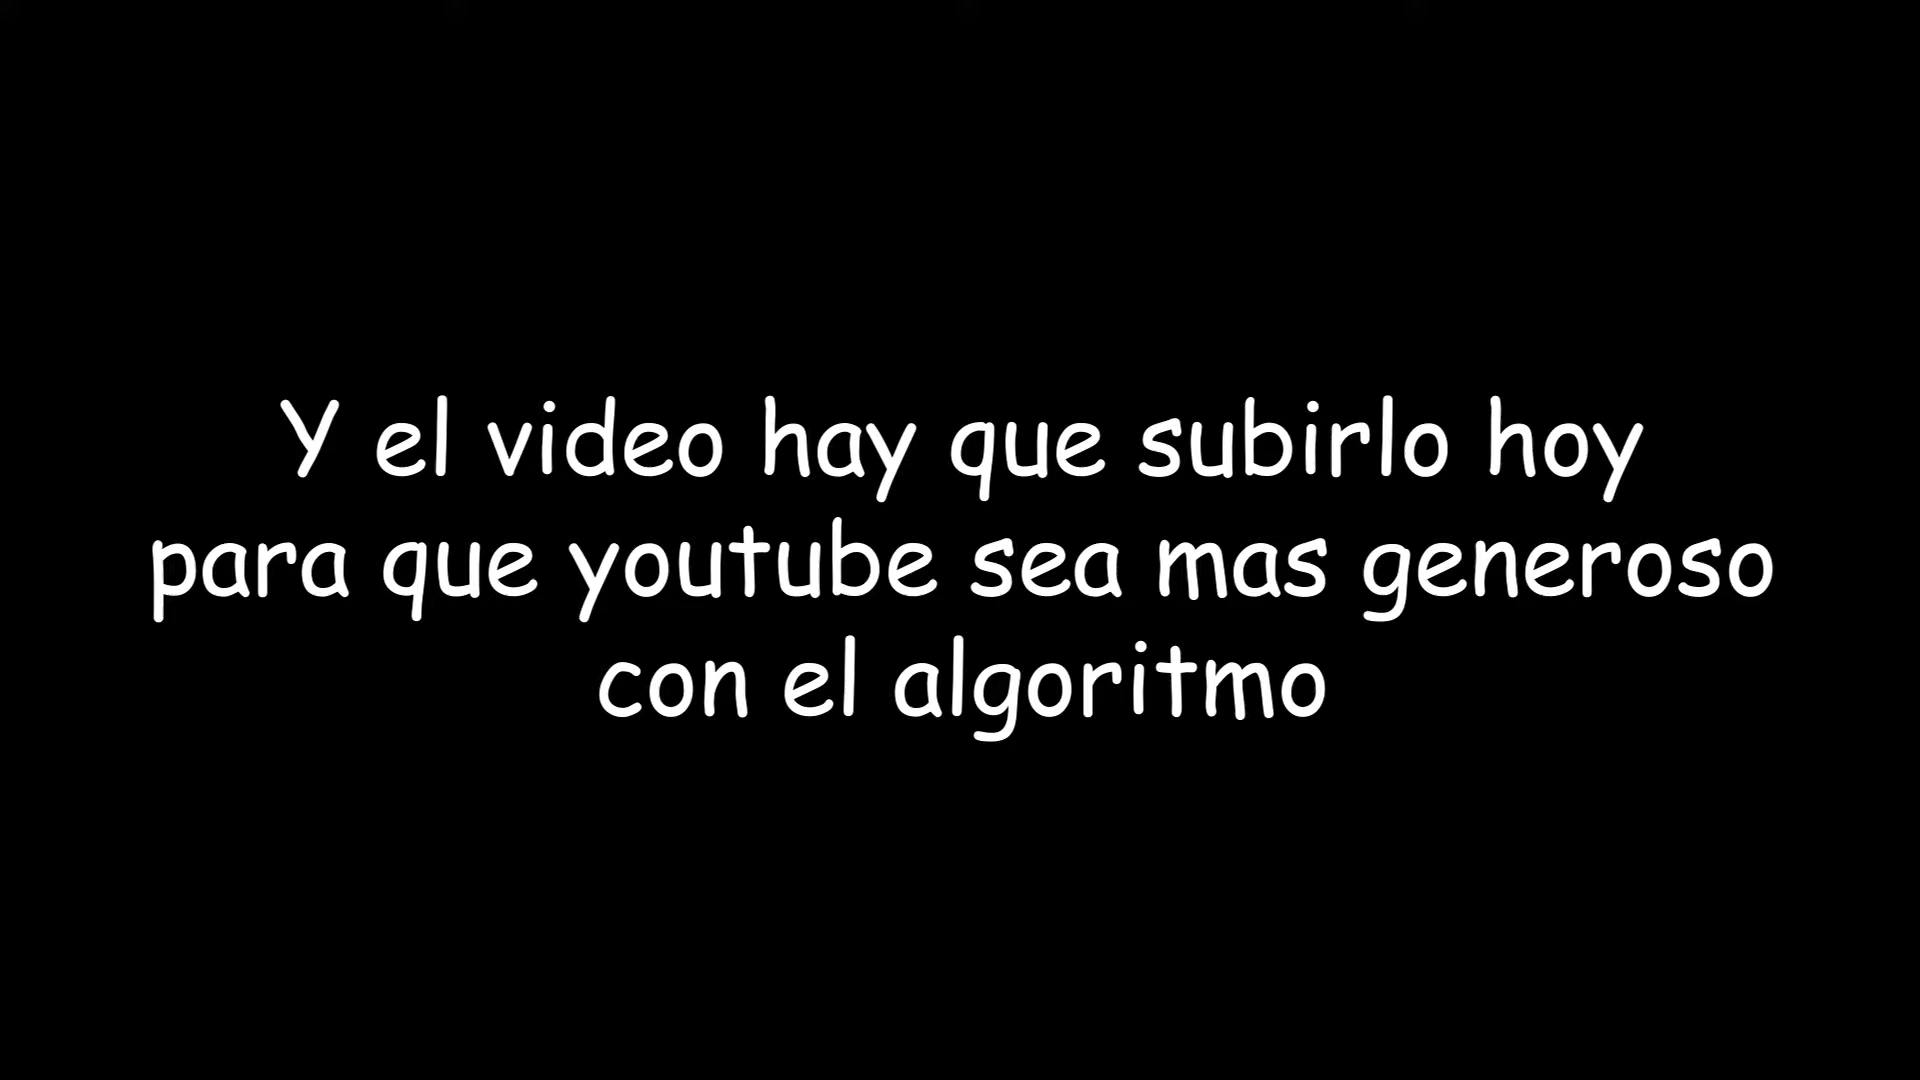 Y el video hay que subirlo hoy
para que youtube sea mas generoso
con el algoritmo